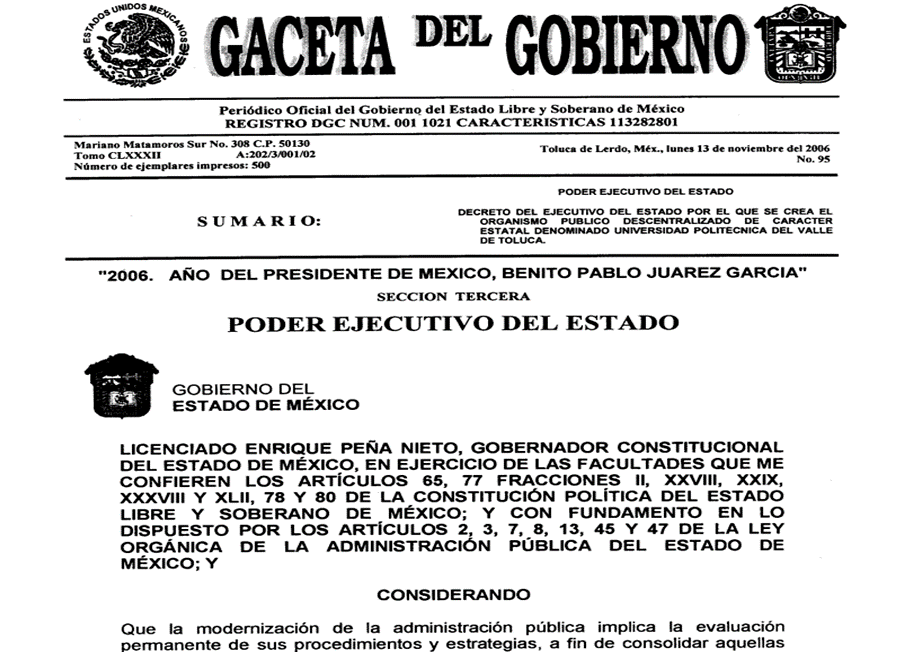 ESTADOS UNIDOS MEXICANOS
GACETA DEL GOBIERNO
Periódico Oficial del Gobierno del Estado Libre y Soberano de México
REGISTRO DGC NUM. 001 1021 CARACTERISTICAS 113282801
Mariano Matamoros Sur No. 308 C.P. 50130
Tomo CLXXXII A:202/3/001/02
Número de ejemplares impresos: 500
Toluca de Lerdo, Méx., lunes 13 de noviembre del 2006
No. 95
SUMARIO:
PODER EJECUTIVO DEL ESTADO
DECRETO DEL EJECUTIVO DEL ESTADO POR EL QUE SE CREA EL
ORGANISMO PUBLICO DESCENTRALIZADO DE CARACTER
ESTATAL DENOMINADO UNIVERSIDAD POLITECNICA DEL VALLE
DE TOLUCA.
"2006. AÑO DEL PRESIDENTE DE MEXICO, BENITO PABLO JUAREZ GARCIA"
SECCION TERCERA
PODER EJECUTIVO DEL ESTADO
GOBIERNO DEL
ESTADO DE MÉXICO
LICENCIADO ENRIQUE PEÑA NIETO, GOBERNADOR CONSTITUCIONAL
DEL ESTADO DE MÉXICO, EN EJERCICIO DE LAS FACULTADES QUE ME
CONFIEREN LOS ARTÍCULOS 65, 77 FRACCIONES II, XXVIII, XXIX,
XXXVIII Y XLII, 78 Y 80 DE LA CONSTITUCIÓN POLÍTICA DEL ESTADO
LIBRE Y SOBERANO DE MÉXICO; Y CON FUNDAMENTO EN LO
DISPUESTO POR LOS ARTÍCULOS 2, 3, 7, 8, 13, 45 Y 47 DE LA LEY
ORGÁNICA DE LA ADMINISTRACIÓN PÚBLICA DEL ESTADO DE
MÉXICO; Y
CONSIDERANDO
Que la modernización de la administración pública implica la evaluación
permanente de sus procedimientos y estrategias, a fin de consolidar aquellas